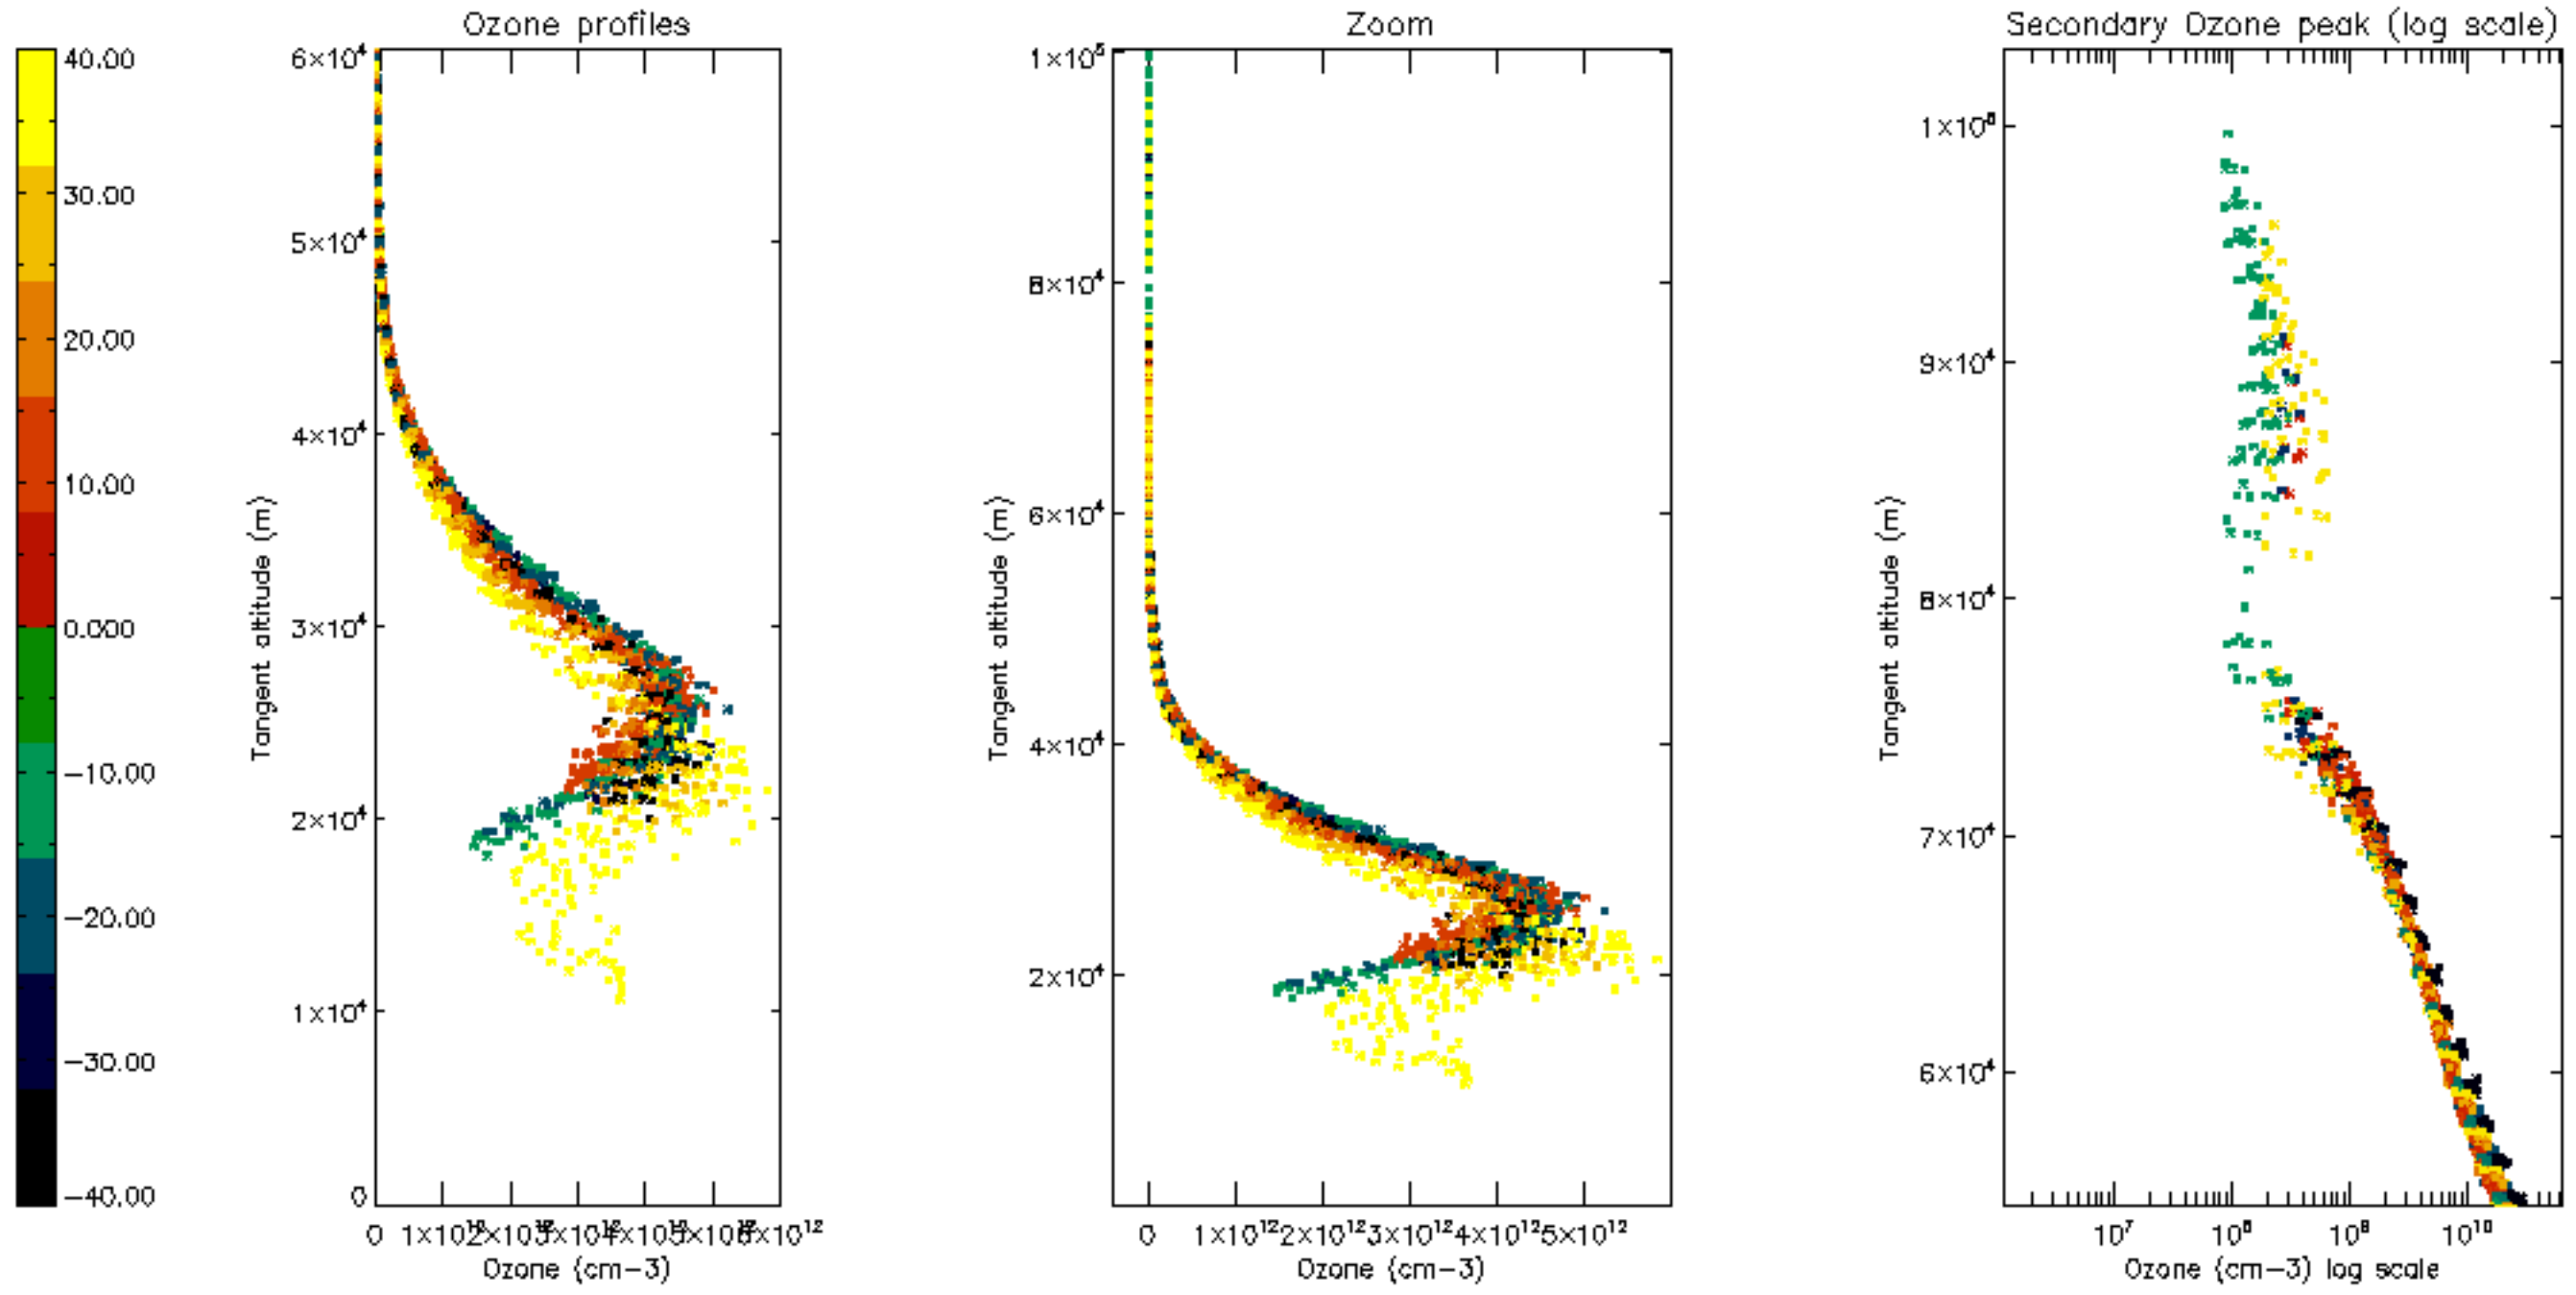 Ozone profiles
Zoom
Secondary Ozone peak (log scale)
40.00
30.00
20.00
10.00
0.000
−10.00
−20.00
−30.00
−40.00
Tangent altitude (m)
6×10⁴
5×10⁴
4×10⁴
3×10⁴
2×10⁴
1×10⁴
0
0
Ozone (cm−3)
Tangent altitude (m)
1×10⁵
8×10⁴
6×10⁴
4×10⁴
2×10⁴
0 1×10¹² 2×10¹² 3×10¹² 4×10¹² 5×10¹²
Ozone (cm−3)
Tangent altitude (m)
1×10⁵
9×10⁴
8×10⁴
7×10⁴
6×10⁴
10⁷ 10⁸ 10⁹ 10¹⁰
Ozone (cm−3) log scale